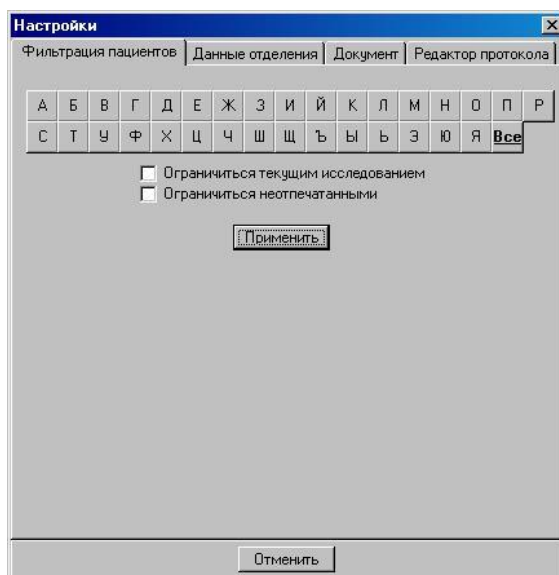 Настройки
Фильтрация пациентов Данные отделения Документ Редактор протокола
А Б В Г Д Е Ж З И Й К Л М Н О П Р
С Т У Ф Х Ц Ч Ш Щ Ъ Ы Ь Э Ю Я Все
Ограничиться текущим исследованием
Ограничиться неотпечатанными
Применить
Отменить